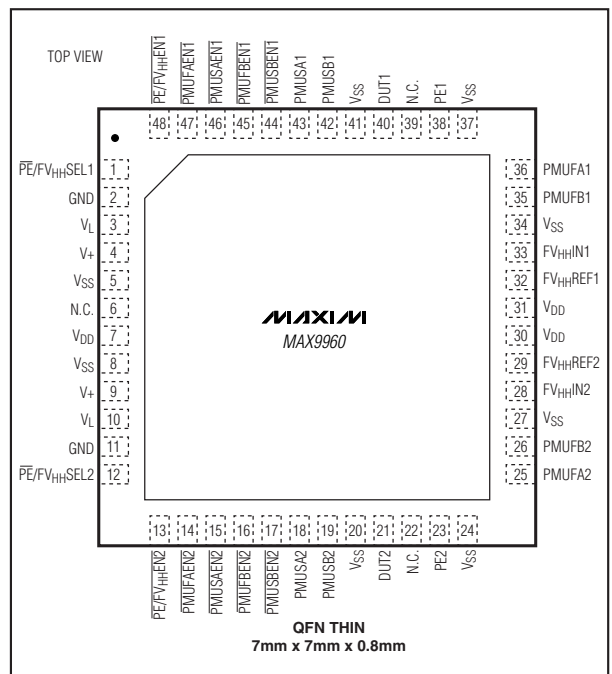 TOP VIEW
PE/FVHHEN1
PMUFAEN1
PMUSAEN1
PMUFBEN1
PMUSBEN1
PMUSA1
PMUSB1
VSS
DUT1
N.C.
PE1
VSS
48 47 46 45 44 43 42 41 40 39 38 37
PE/FVHHSEL1 1
GND 2
VL 3
V+ 4
VSS 5
N.C. 6
VDD 7
VSS 8
V+ 9
VL 10
GND 11
PE/FVHHSEL2 12
MAXIM
MAX9960
36 PMUFA1
35 PMUFB1
34 VSS
33 FVHHIN1
32 FVHHREF1
31 VDD
30 VDD
29 FVHHREF2
28 FVHHIN2
27 VSS
26 PMUFB2
25 PMUFA2
13 14 15 16 17 18 19 20 21 22 23 24
PE/FVHHEN2
PMUFAEN2
PMUSAEN2
PMUFBEN2
PMUSBEN2
PMUSA2
PMUSB2
VSS
DUT2
N.C.
PE2
VSS
QFN THIN
7mm x 7mm x 0.8mm